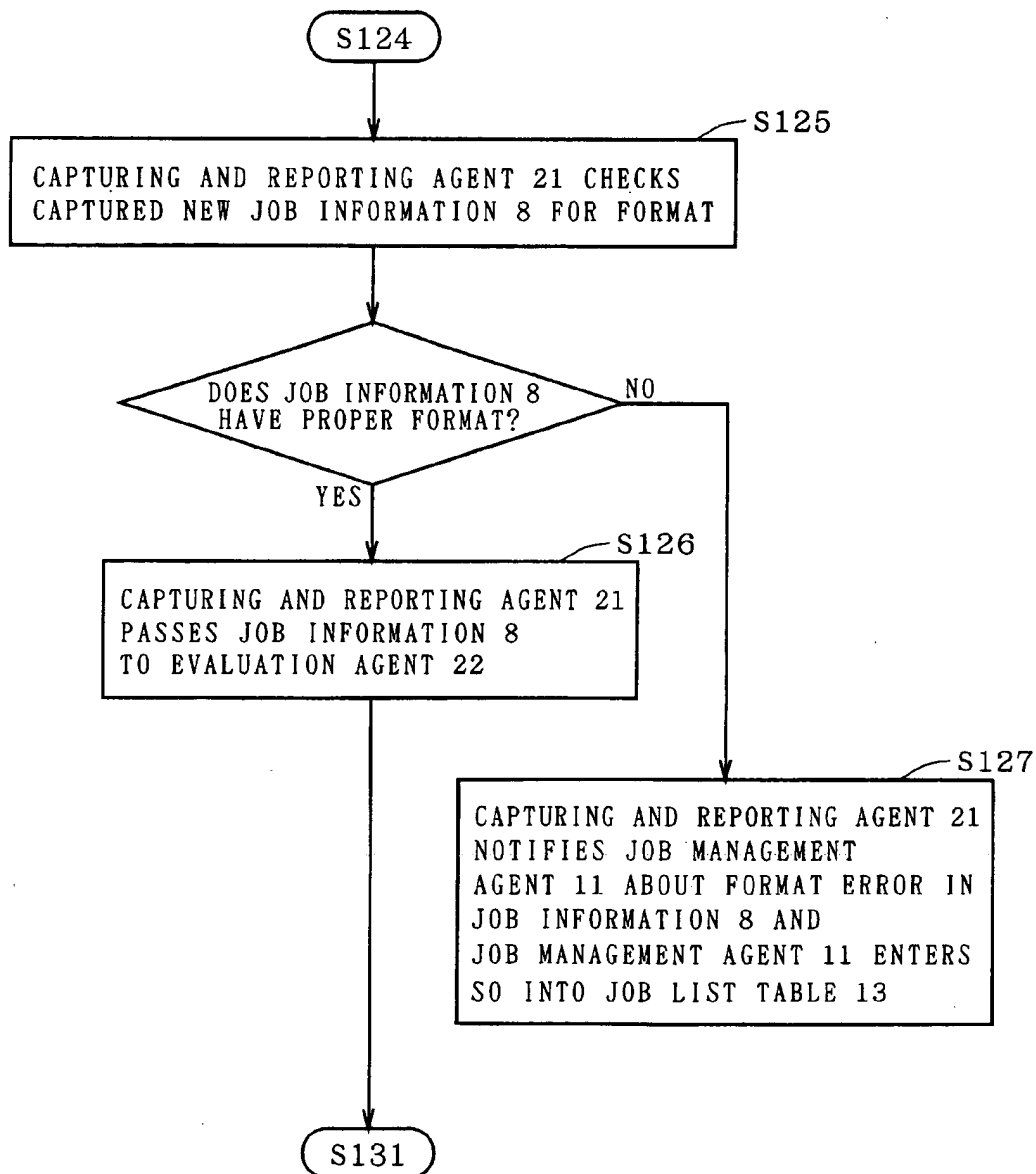 S124
S125
CAPTURING AND REPORTING AGENT 21 CHECKS
CAPTURED NEW JOB INFORMATION 8 FOR FORMAT
DOES JOB INFORMATION 8
HAVE PROPER FORMAT?
NO
YES
S126
CAPTURING AND REPORTING AGENT 21
PASSES JOB INFORMATION 8
TO EVALUATION AGENT 22
S127
CAPTURING AND REPORTING AGENT 21
NOTIFIES JOB MANAGEMENT
AGENT 11 ABOUT FORMAT ERROR IN
JOB INFORMATION 8 AND
JOB MANAGEMENT AGENT 11 ENTERS
SO INTO JOB LIST TABLE 13
S131